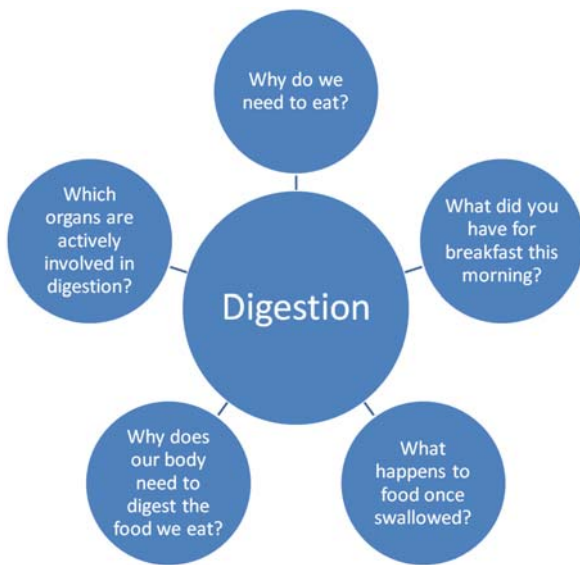 Why do we
need to eat?
What did you
have for
breakfast this
morning?
What
happens to
food once
swallowed?
Why does
our body
need to
digest the
food we eat?
Which
organs are
actively
involved in
digestion?
Digestion